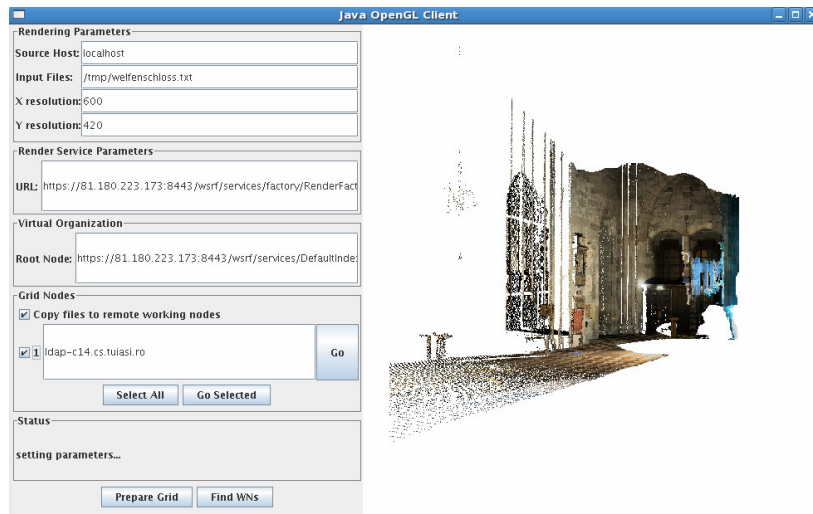 Java OpenGL Client
Rendering Parameters
Source Host: localhost
Input Files: /tmp/welfenschloss.txt
X resolution: 600
Y resolution: 420
Render Service Parameters
URL: https://81.180.223.173:8443/wsrf/services/factory/RenderFact
Virtual Organization
Root Node: https://81.180.223.173:8443/wsrf/services/DefaultInde
Grid Nodes
Copy files to remote working nodes
1 ldap-c14.cs.tuiasi.ro Go
Select All Go Selected
Status
setting parameters...
Prepare Grid Find WNs